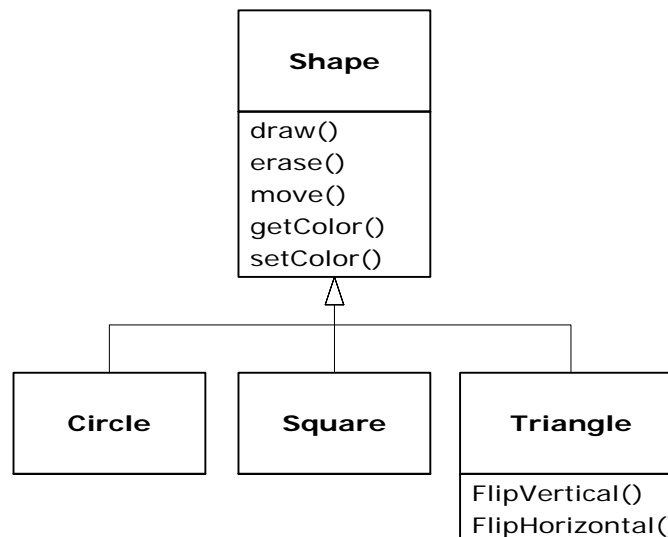 Shape
draw()
erase()
move()
getColor()
setColor()
Circle
Square
Triangle
FlipVertical()
FlipHorizontal(